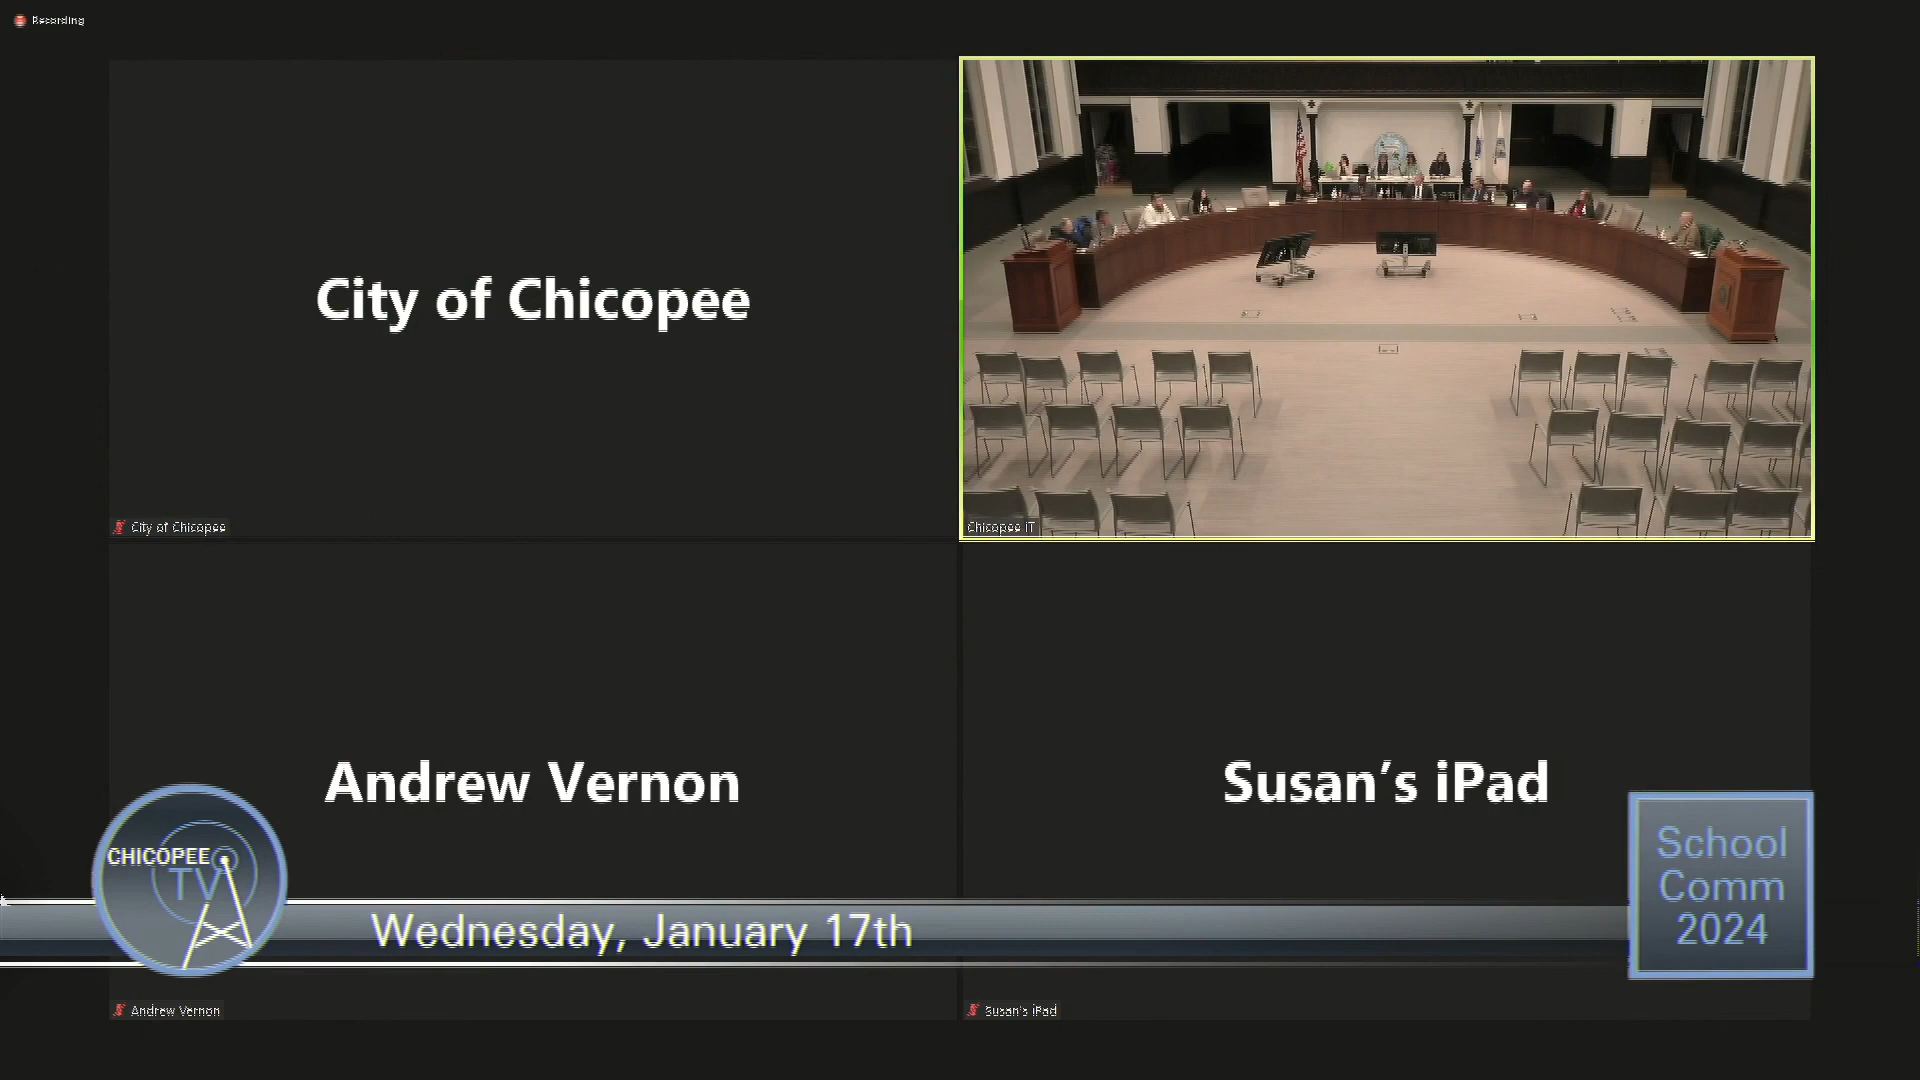 Recording
City of Chicopee
City of Chicopee
Chicopee IT
Andrew Vernon
Susan's iPad
CHICOPEE
TV
Wednesday, January 17th
School
Comm
2024
Andrew Vernon
Susan's iPad